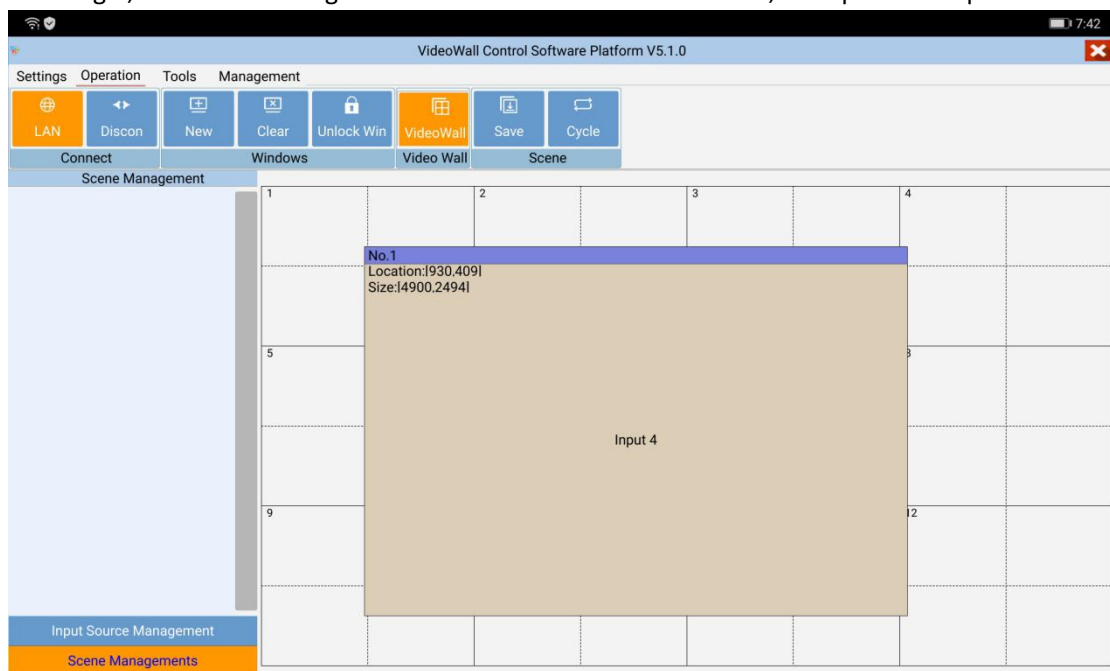 7:42
VideoWall Control Software Platform V5.1.0
Settings Operation Tools Management
LAN Discon New Clear Unlock Win VideoWall Save Cycle
Connect Windows Video Wall Scene
Scene Management
1 2 3 4
No.1
Location:|930,409|
Size:|4900,2494|
5
Input 4
9 12
Input Source Management
Scene Managements